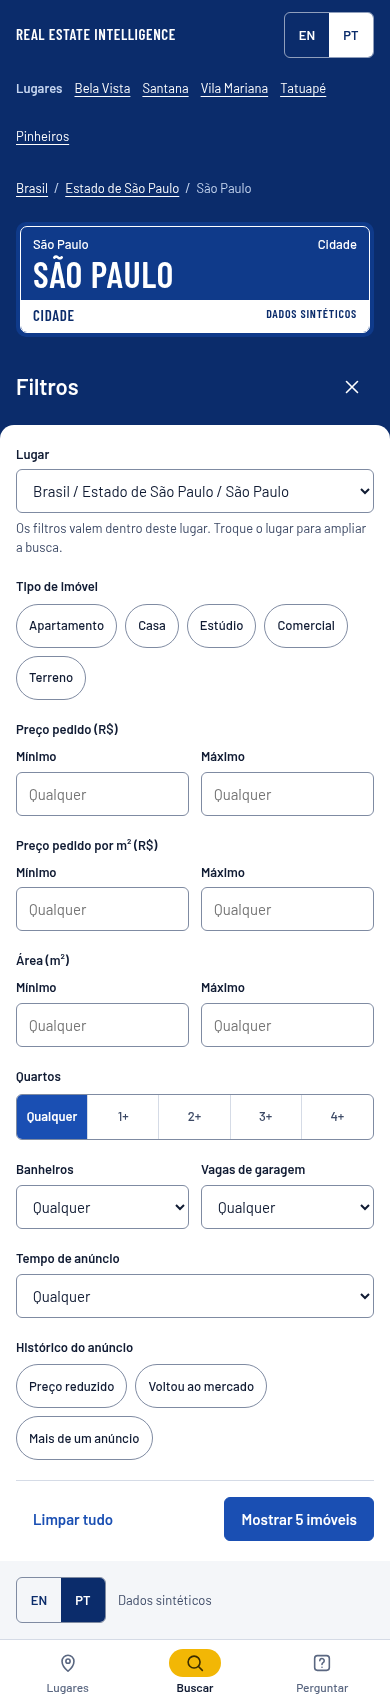 REAL ESTATE INTELLIGENCE
EN PT
Lugares Bela Vista Santana Vila Mariana Tatuapé
Pinheiros
Brasil / Estado de São Paulo / São Paulo
São Paulo Cidade
SÃO PAULO
CIDADE DADOS SINTÉTICOS
Filtros
Lugar
Brasil / Estado de São Paulo / São Paulo
Os filtros valem dentro deste lugar. Troque o lugar para ampliar
a busca.
Tipo de imóvel
Apartamento Casa Estúdio Comercial
Terreno
Preço pedido (R$)
Mínimo Máximo
Qualquer Qualquer
Preço pedido por m² (R$)
Mínimo Máximo
Qualquer Qualquer
Área (m²)
Mínimo Máximo
Qualquer Qualquer
Quartos
Qualquer 1+ 2+ 3+ 4+
Banheiros Vagas de garagem
Qualquer Qualquer
Tempo de anúncio
Qualquer
Histórico do anúncio
Preço reduzido Voltou ao mercado
Mais de um anúncio
Limpar tudo Mostrar 5 imóveis
EN PT Dados sintéticos
Lugares Buscar Perguntar